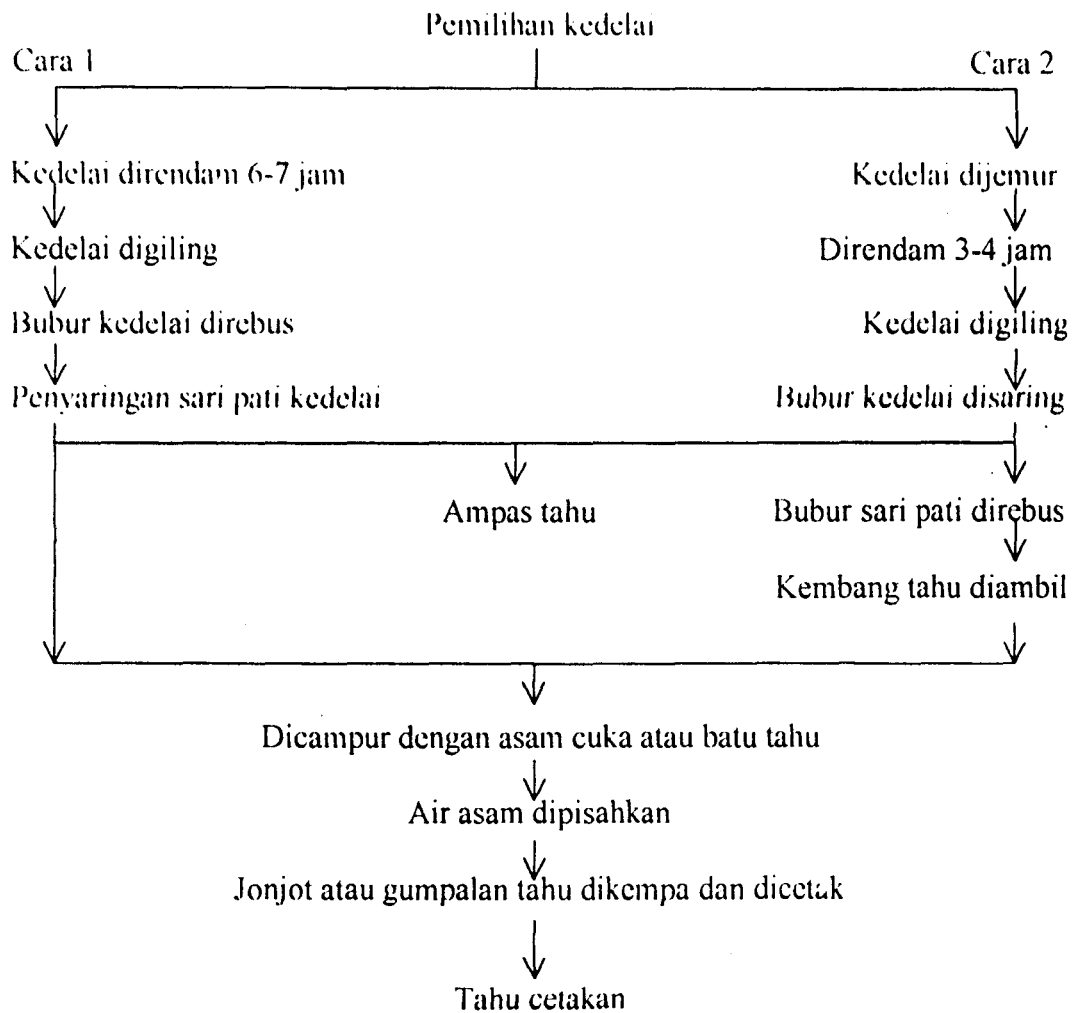 Pemilihan kedelai
Cara 1
Cara 2
Kedelai direndam 6-7 jam
Kedelai dijemur
Kedelai digiling
Direndam 3-4 jam
Bubur kedelai direbus
Kedelai digiling
Penyaringan sari pati kedelai
Bubur kedelai disaring
Ampas tahu
Bubur sari pati direbus
Kembang tahu diambil
Dicampur dengan asam cuka atau batu tahu
Air asam dipisahkan
Jonjot atau gumpalan tahu dikempa dan dicetak
Tahu cetakan